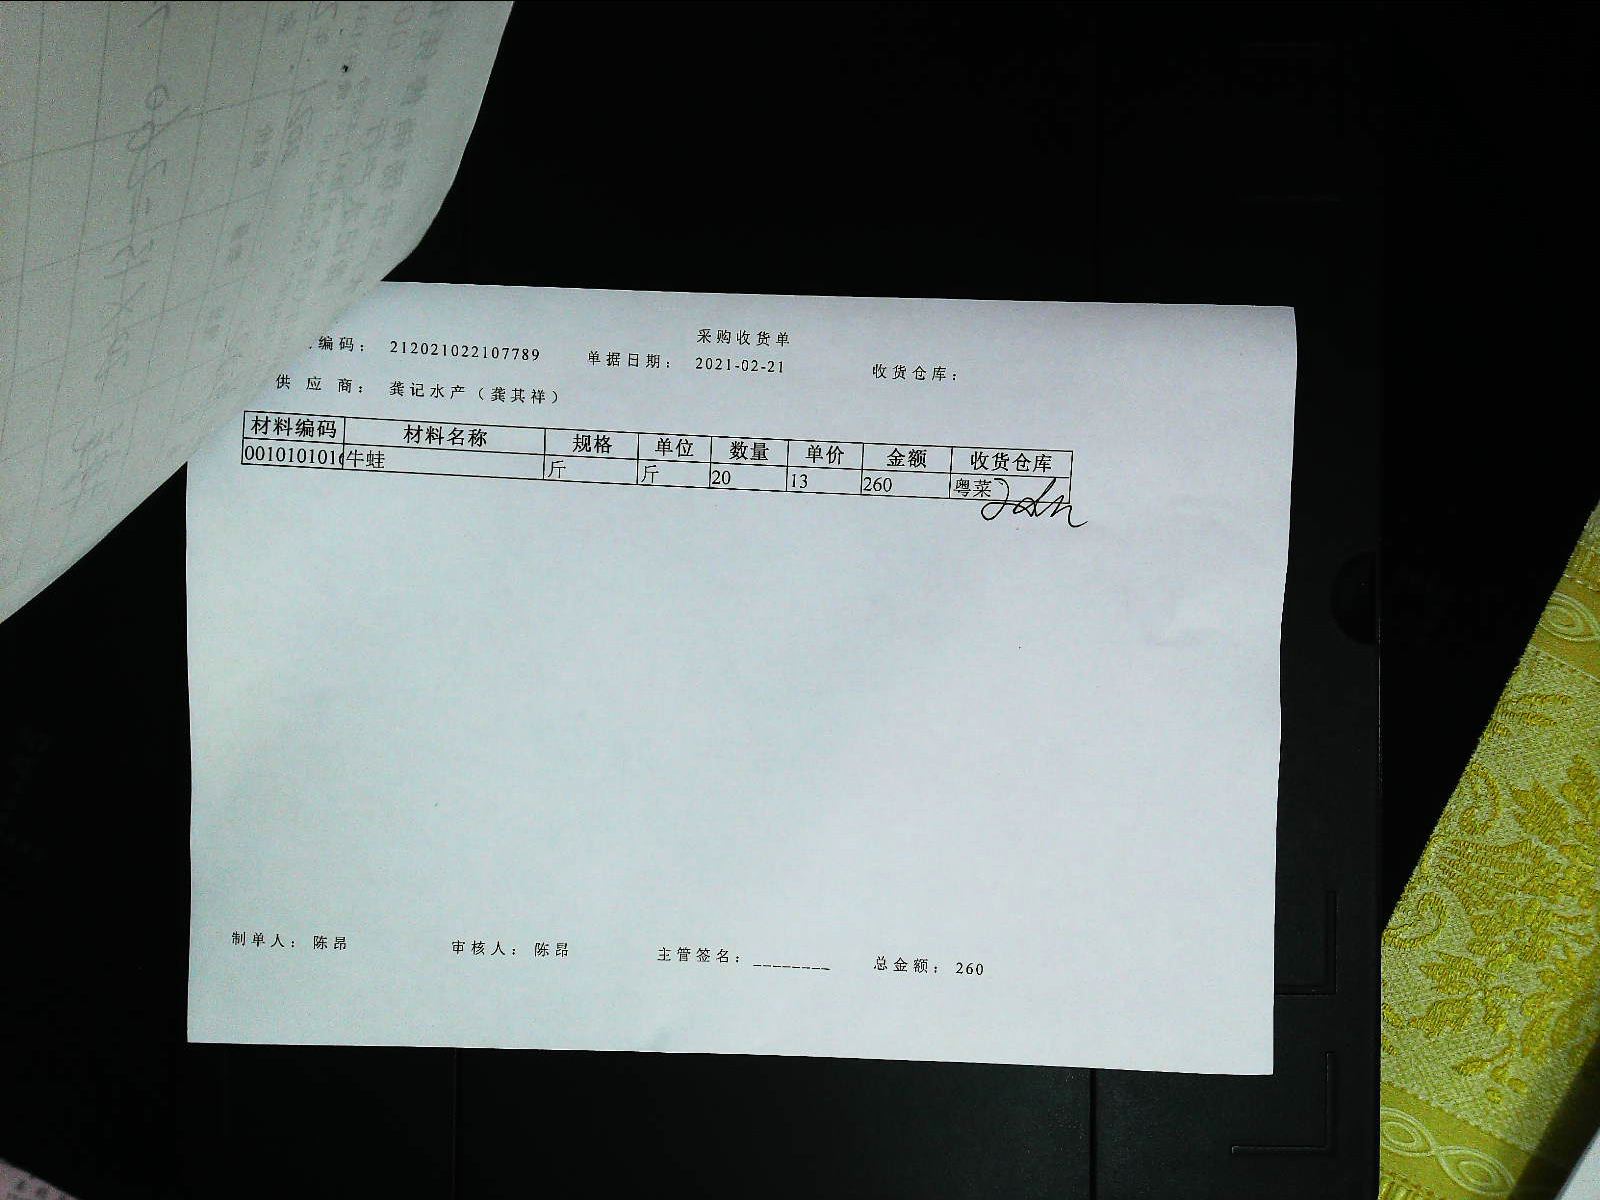 采购收货单
编码： 212021022107789 单据日期： 2021-02-21 收货仓库：
供应商： 龚记水产（龚其祥）
材料编码 材料名称 规格 单位 数量 单价 金额 收货仓库
001010101 牛蛙 斤 斤 20 13 260 粤菜
制单人： 陈昂 审核人： 陈昂 主管签名：________ 总金额： 260